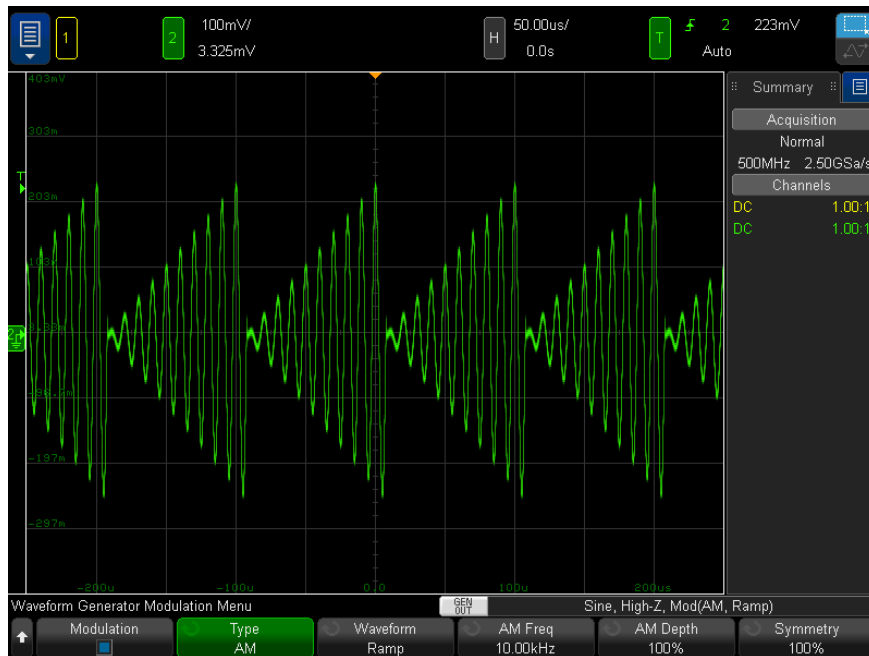 1 2 100mV/ H 50.00us/ T 2 223mV
3.325mV 0.0s Auto
403mV
303m
203m
103m
3.33m
-197m
-297m
-200u -100u 0.0 100u 200us
T
2
Summary
Acquisition
Normal
500MHz 2.50GSa/s
Channels
DC 1.00:1
DC 1.00:1
Waveform Generator Modulation Menu GEN OUT Sine, High-Z, Mod(AM, Ramp)
Modulation Type Waveform AM Freq AM Depth Symmetry
AM Ramp 10.00kHz 100% 100%